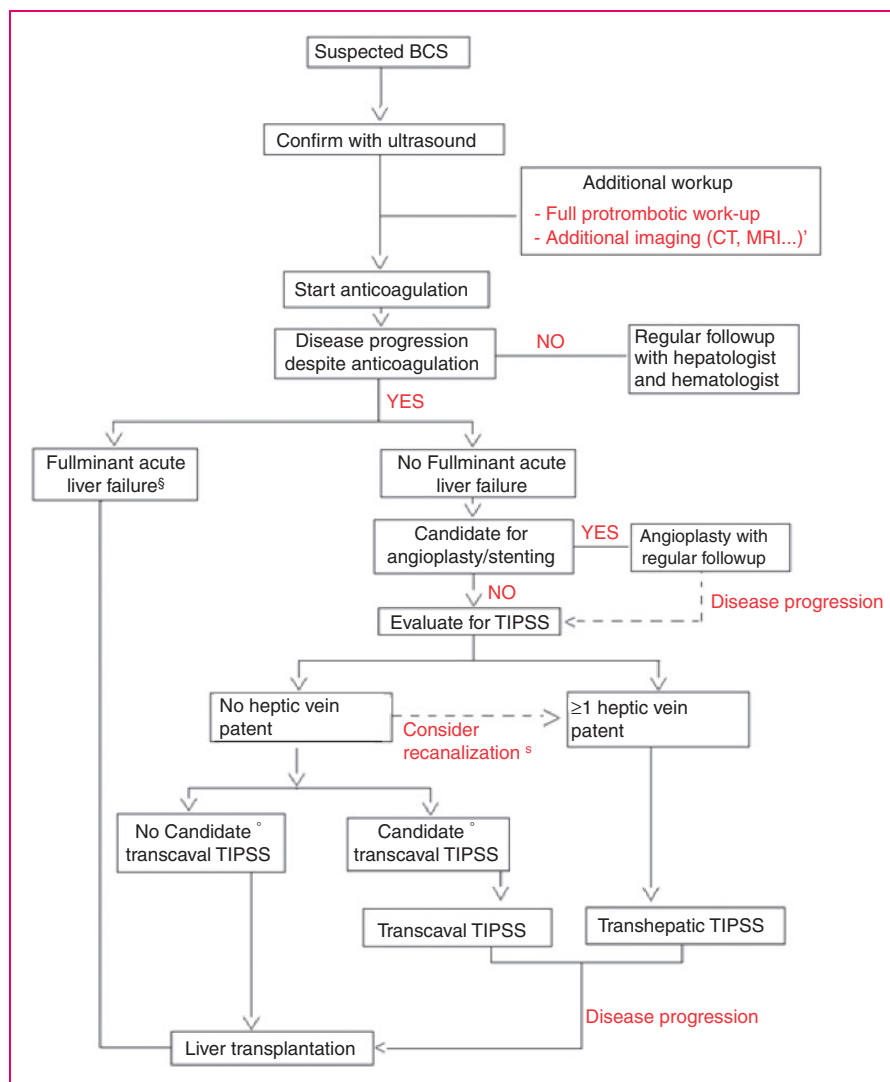 Suspected BCS
Confirm with ultrasound
Additional workup
- Full protrombotic work-up
- Additional imaging (CT, MRI...)'
Start anticoagulation
Disease progression
despite anticoagulation
NO
Regular followup
with hepatologist
and hematologist
YES
Fullminant acute
liver failure§
No Fullminant acute
liver failure
Candidate for
angioplasty/stenting
YES
Angioplasty with
regular followup
NO
Disease progression
Evaluate for TIPSS
No heptic vein
patent
Consider
recanalization s
≥1 heptic vein
patent
No Candidate °
transcaval TIPSS
Candidate °
transcaval TIPSS
Transcaval TIPSS
Transhepatic TIPSS
Disease progression
Liver transplantation